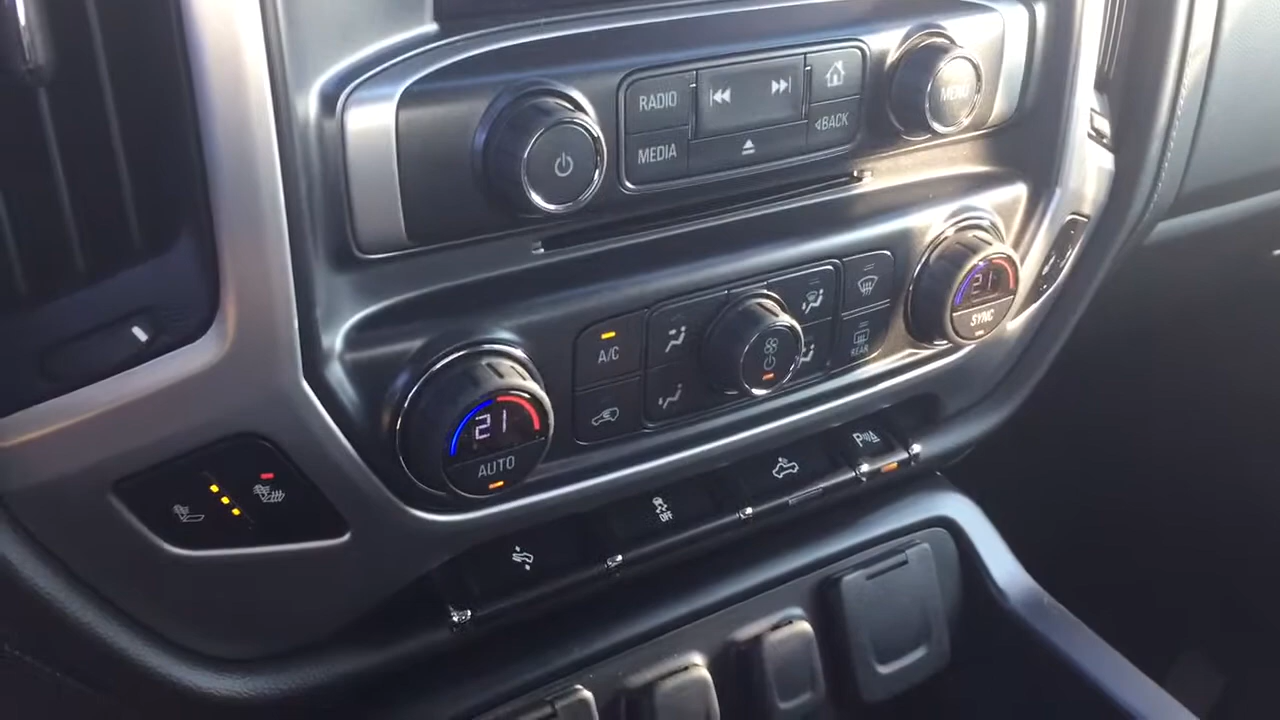 RADIO
BACK
MEDIA
MENU
A/C
21
SYNC
REAR
21
AUTO
OFF
P